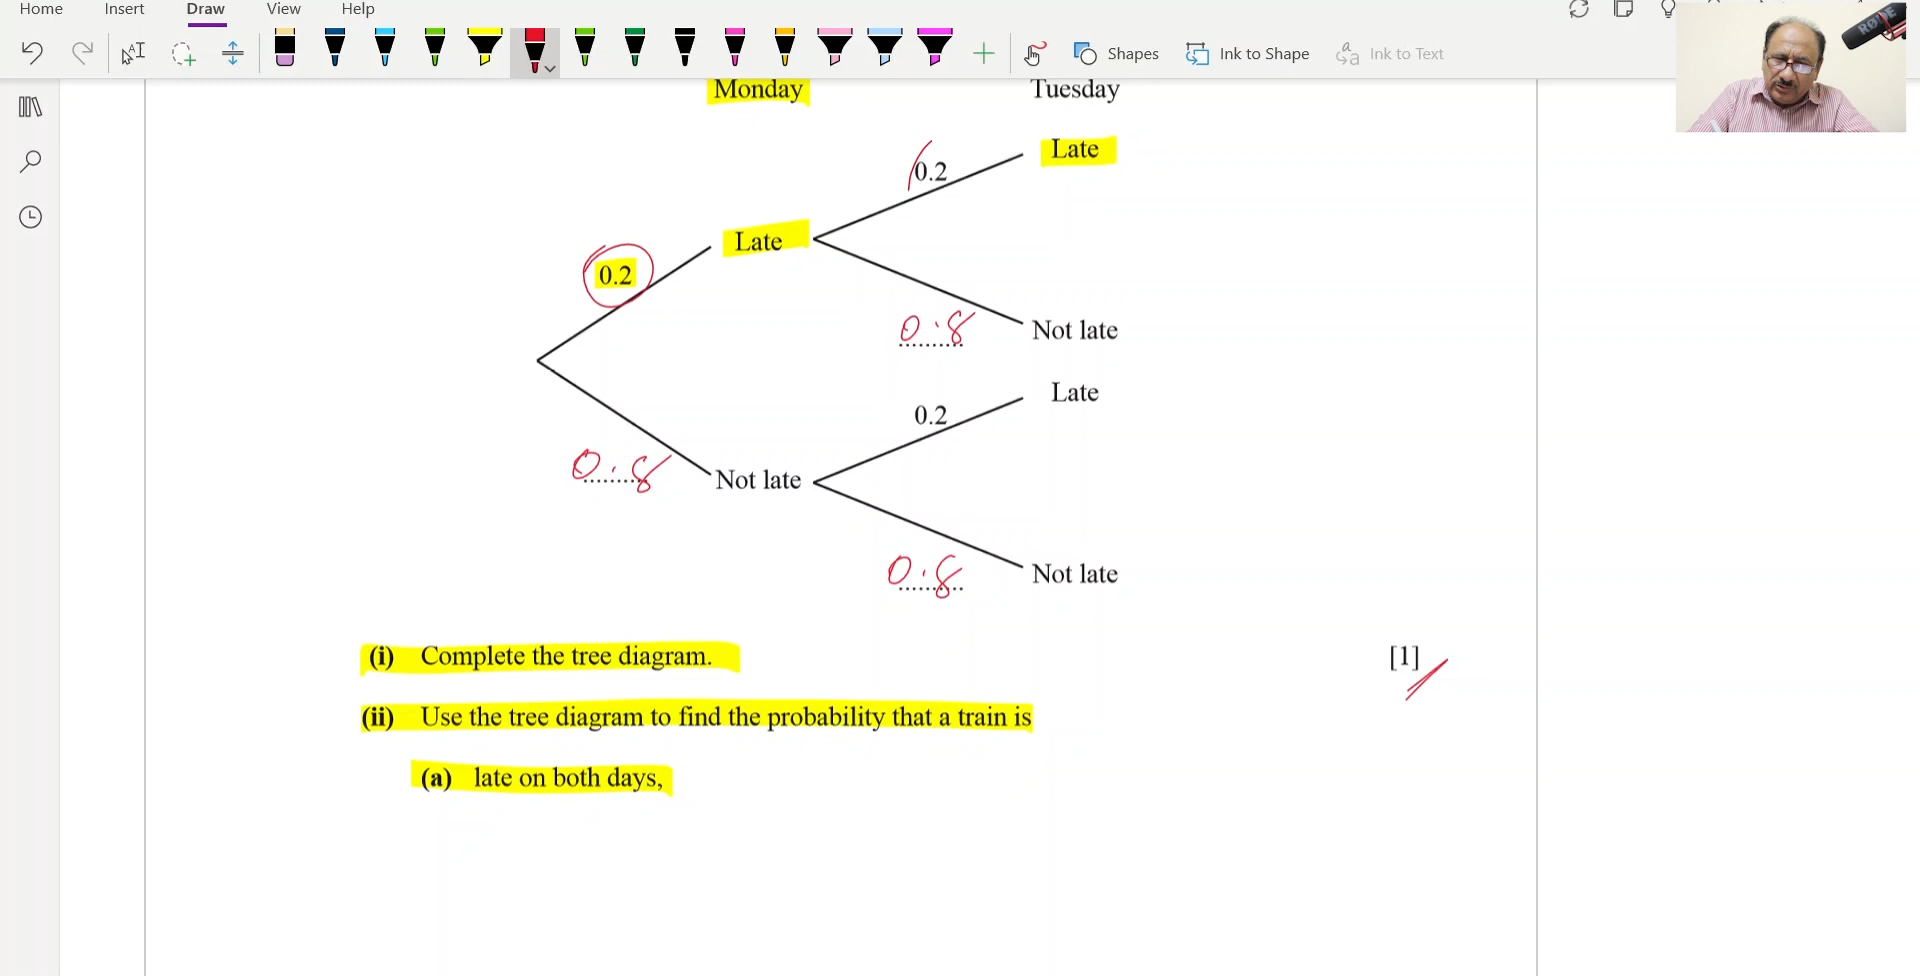 Home Insert Draw View Help
Shapes Ink to Shape Ink to Text
RØDE
Monday Tuesday
0.2 Late
0.2 Late
0.8 Not late
0.2 Late
0.8 Not late
0.8 Not late
(i) Complete the tree diagram. [1]
(ii) Use the tree diagram to find the probability that a train is
(a) late on both days,